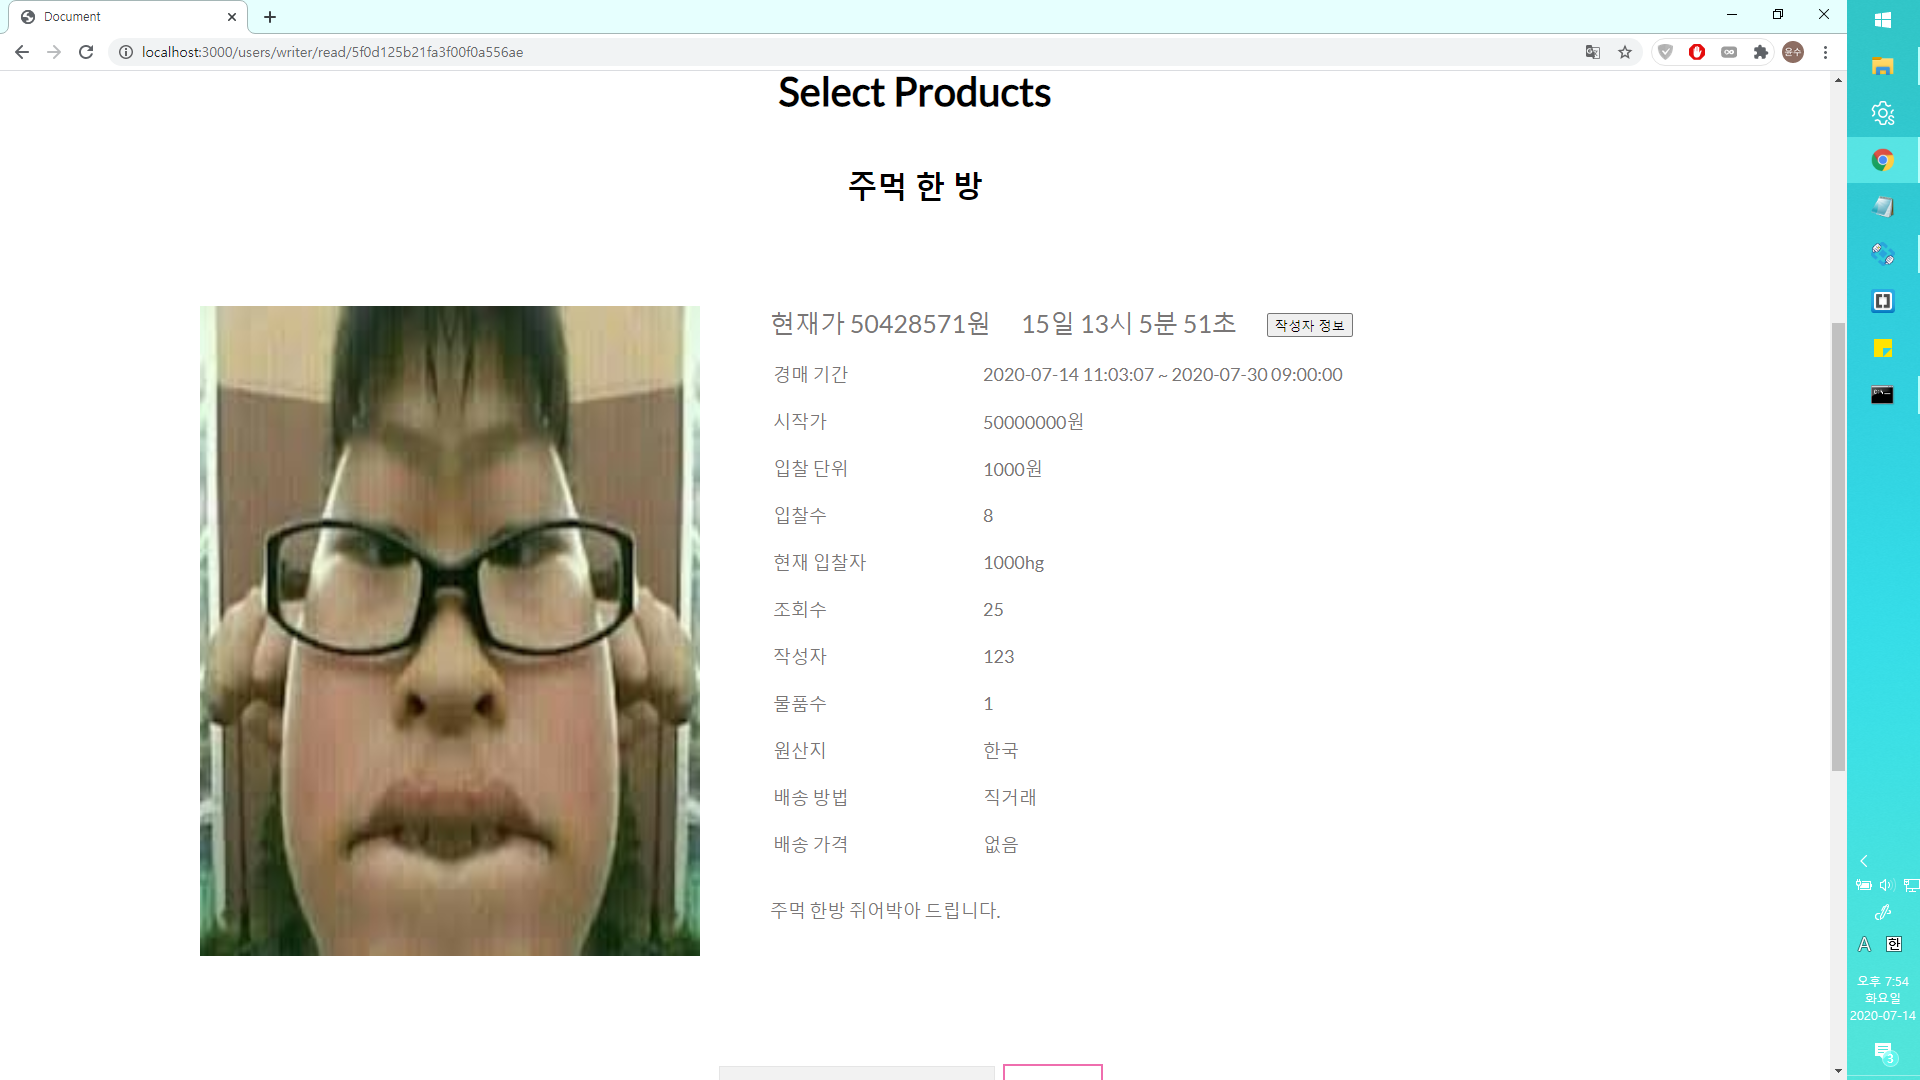 Document
localhost:3000/users/writer/read/5f0d125b21fa3f00f0a556ae
윤수
Select Products
주먹 한 방
현재가 50428571원 15일 13시 5분 51초 작성자 정보
경매 기간 2020-07-14 11:03:07 ~ 2020-07-30 09:00:00
시작가 50000000원
입찰 단위 1000원
입찰수 8
현재 입찰자 1000hg
조회수 25
작성자 123
물품수 1
원산지 한국
배송 방법 직거래
배송 가격 없음
주먹 한방 쥐어박아 드립니다.
A 한
오후 7:54
화요일
2020-07-14
3